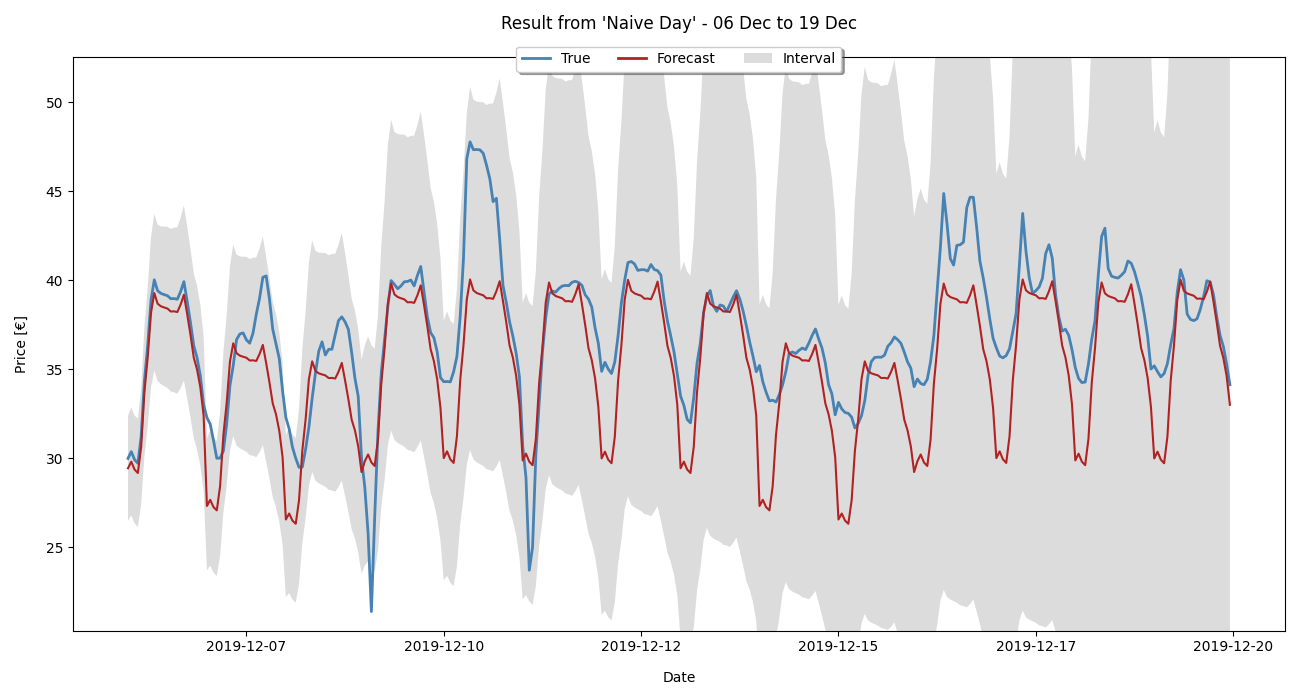 Result from 'Naive Day' - 06 Dec to 19 Dec
True Forecast Interval
50
45
40
35
30
25
Price [€]
2019-12-07 2019-12-10 2019-12-12 2019-12-15 2019-12-17 2019-12-20
Date